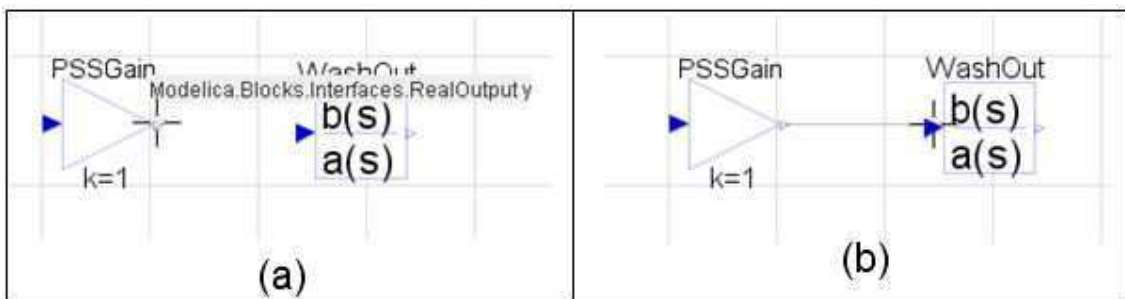 PSSGain
WashOut
Modelica.Blocks.Interfaces.RealOutput y
b(s)
a(s)
k=1
(a)
PSSGain
WashOut
b(s)
a(s)
k=1
(b)